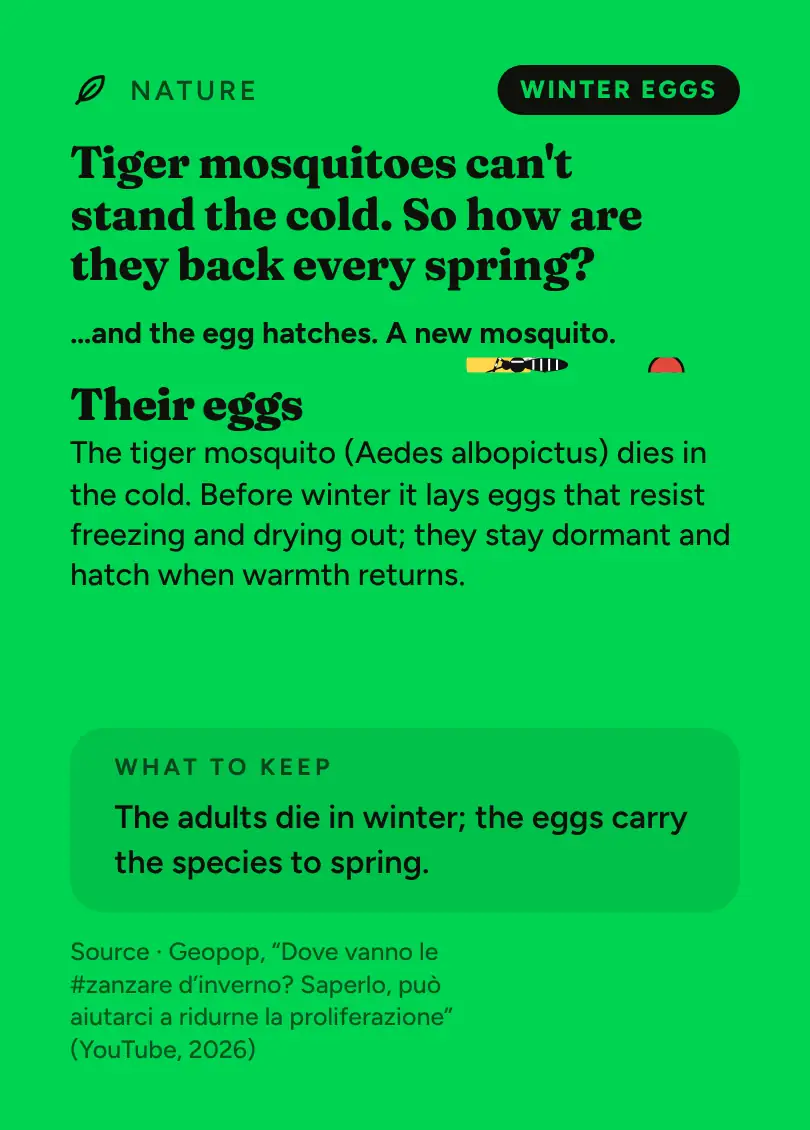 NATURE
WINTER EGGS
Tiger mosquitoes can't
stand the cold. So how are
they back every spring?
...and the egg hatches. A new mosquito.
Their eggs
The tiger mosquito (Aedes albopictus) dies in
the cold. Before winter it lays eggs that resist
freezing and drying out; they stay dormant and
hatch when warmth returns.
WHAT TO KEEP
The adults die in winter; the eggs carry
the species to spring.
Source · Geopop, “Dove vanno le
#zanzare d’inverno? Saperlo, può
aiutarci a ridurne la proliferazione”
(YouTube, 2026)